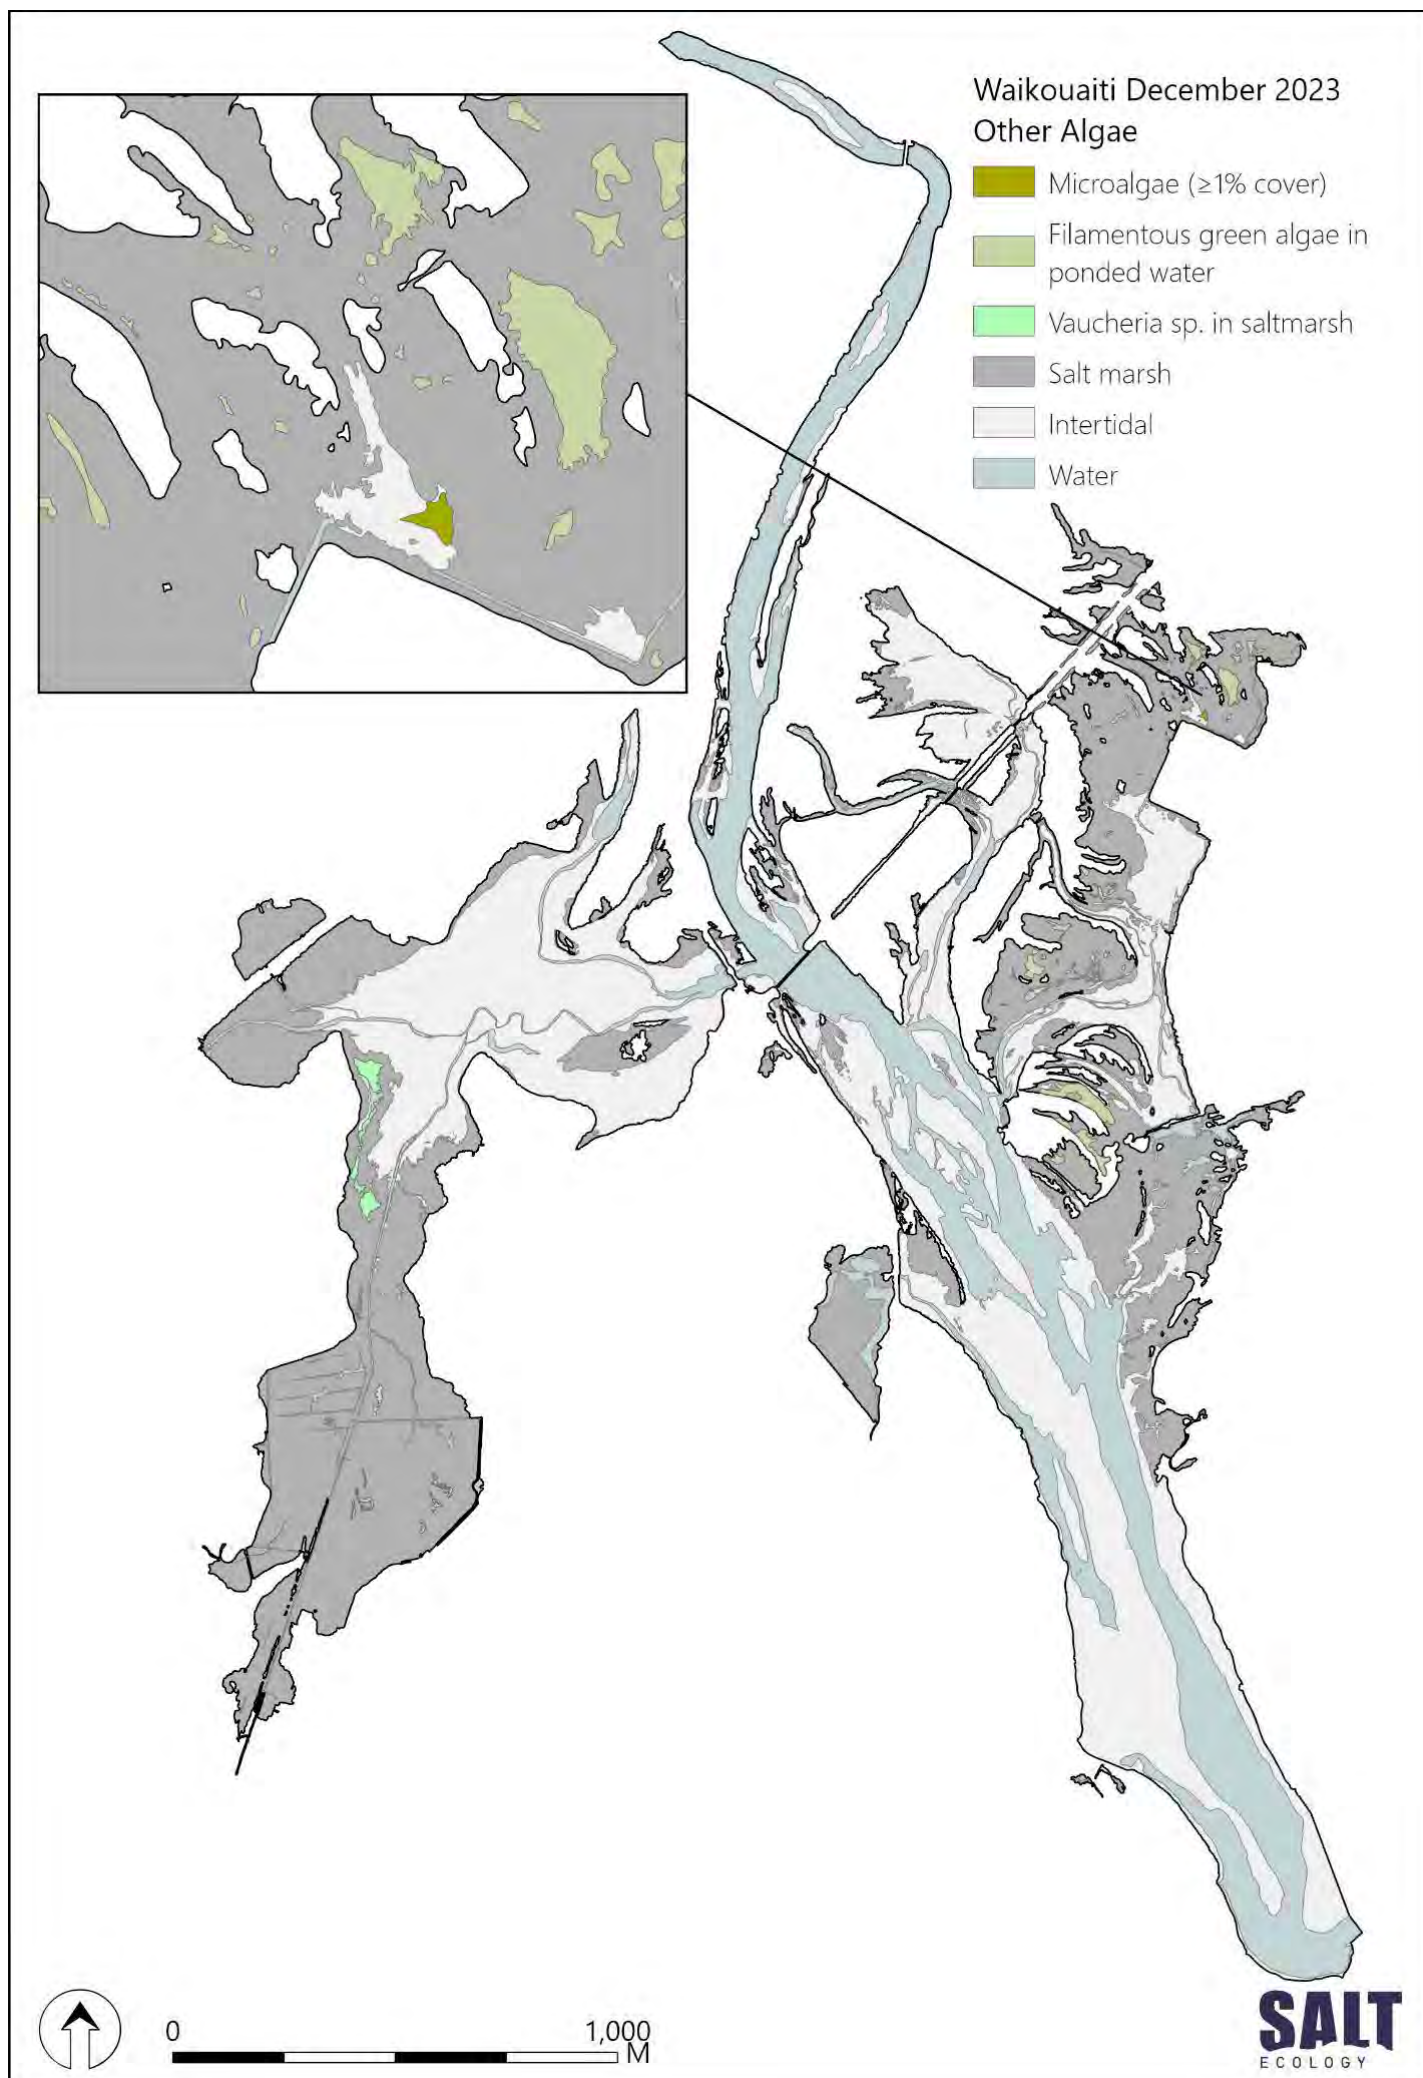 Waikouaiti December 2023
Other Algae
Microalgae (≥1% cover)
Filamentous green algae in
ponded water
Vaucheria sp. in saltmarsh
Salt marsh
Intertidal
Water
0 1,000
M
SALT
ECOLOGY